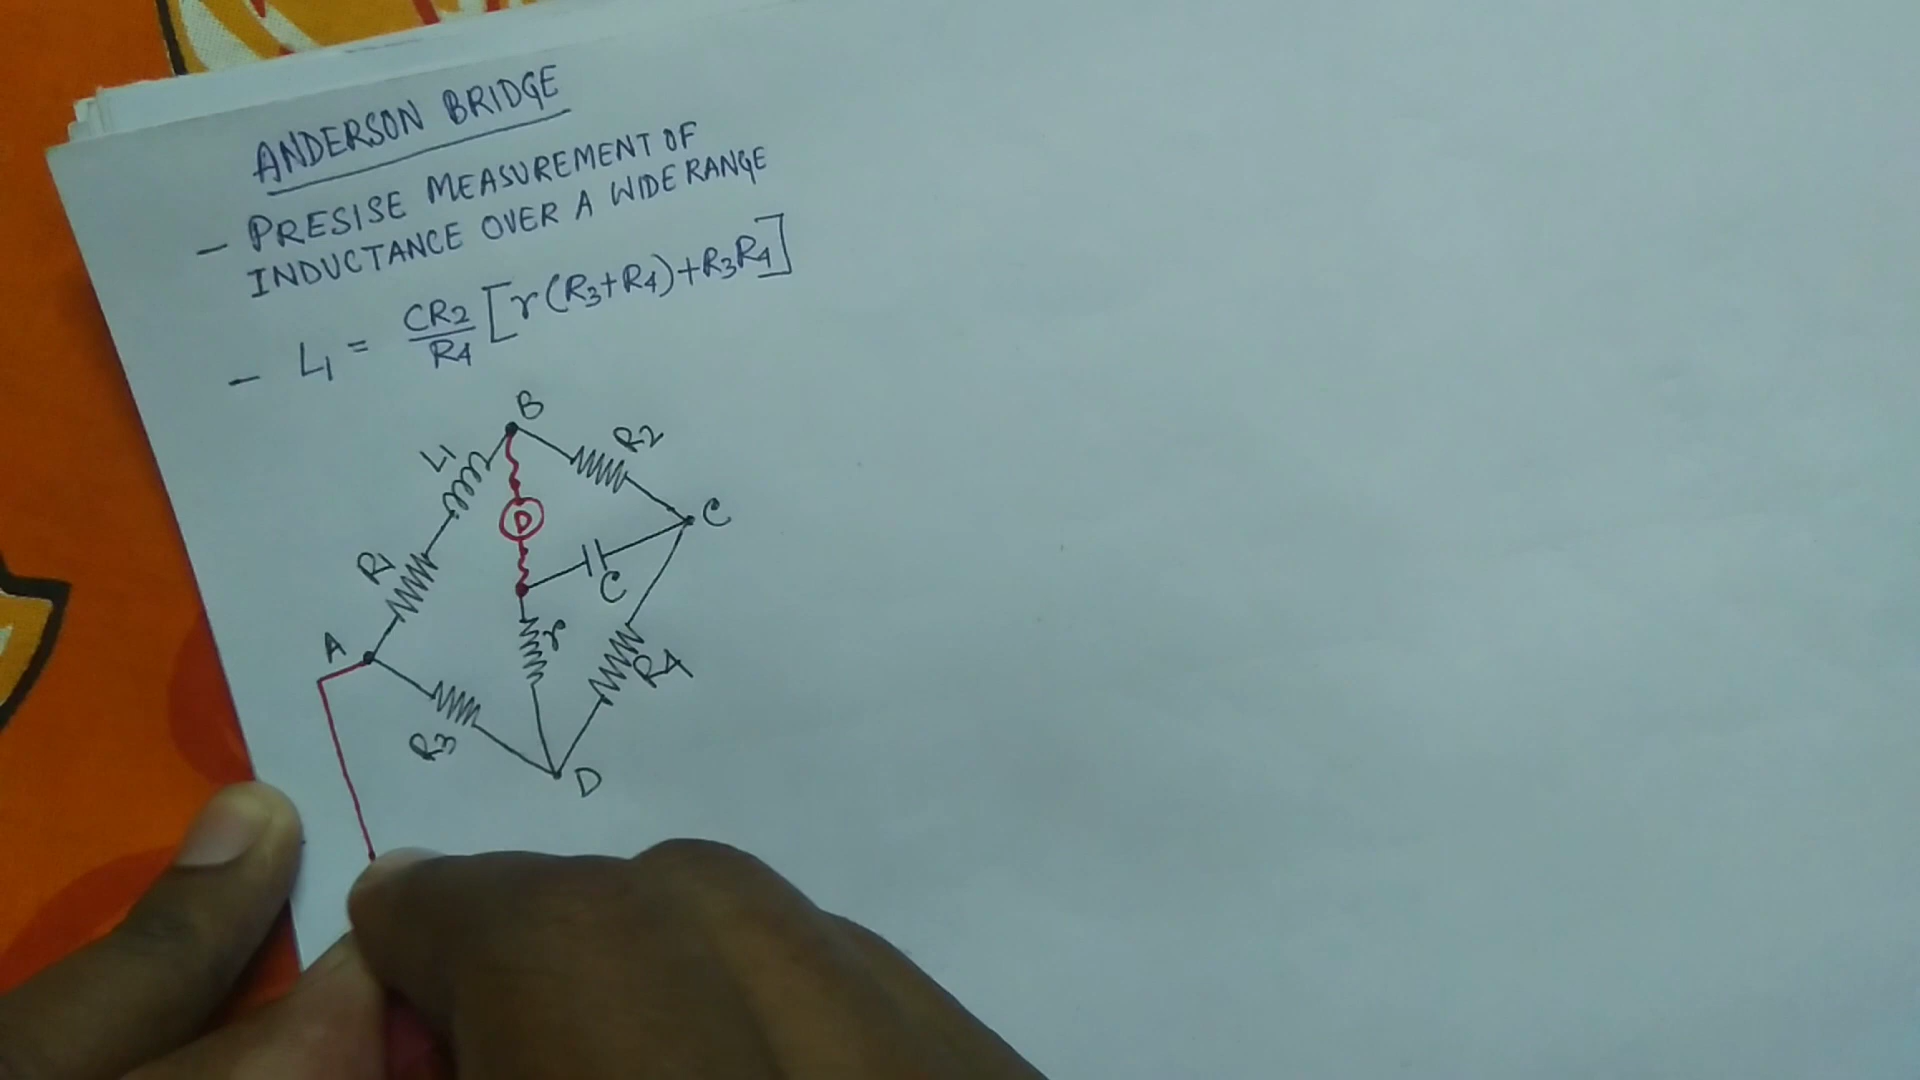 ANDERSON BRIDGE
- PRESISE MEASUREMENT OF
INDUCTANCE OVER A WIDE RANGE
- L1 = CR2/R4 [r(R3+R4)+R3R4]
B
L1
R2
D
C
R1
C
r
A
R4
R3
D